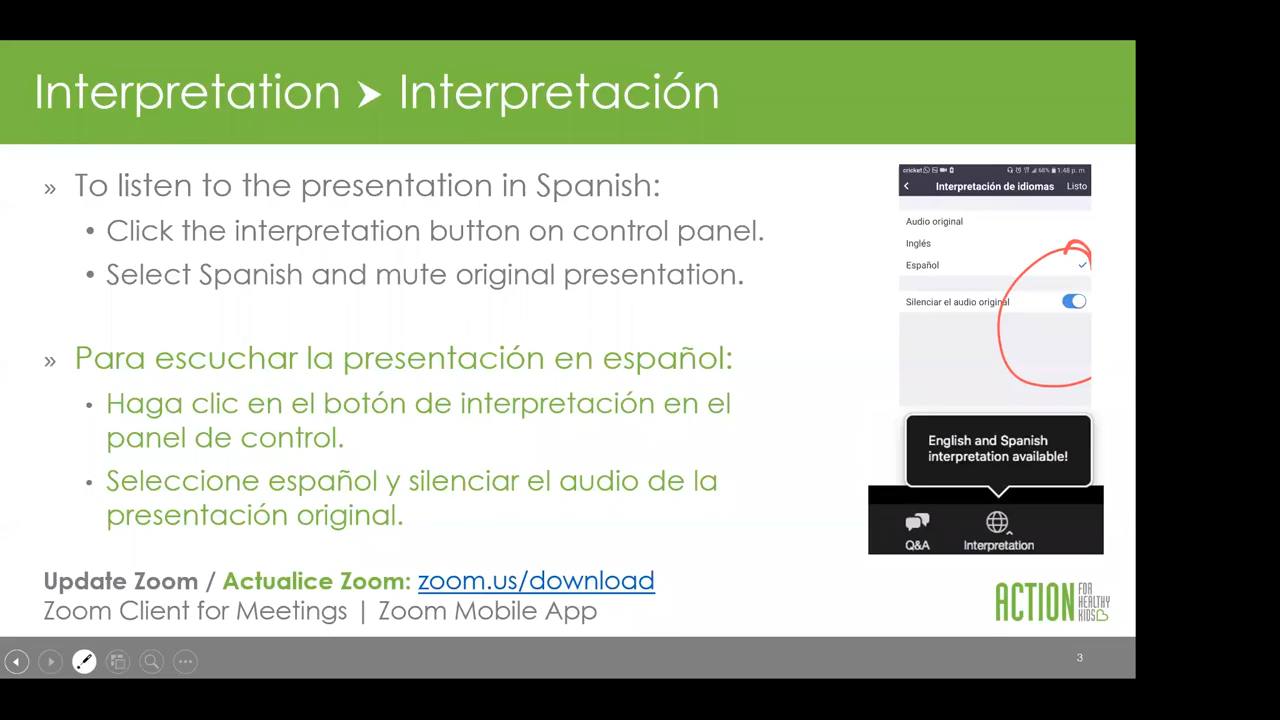 Interpretation ➤ Interpretación
» To listen to the presentation in Spanish:
• Click the interpretation button on control panel.
• Select Spanish and mute original presentation.
» Para escuchar la presentación en español:
• Haga clic en el botón de interpretación en el
panel de control.
• Seleccione español y silenciar el audio de la
presentación original.
Update Zoom / Actualice Zoom: zoom.us/download
Zoom Client for Meetings | Zoom Mobile App
cricket 68% 1:48 p. m.
Interpretación de idiomas Listo
Audio original
Inglés
Español
Silenciar el audio original
English and Spanish
interpretation available!
Q&A Interpretation
ACTION FOR HEALTHY KIDS
3